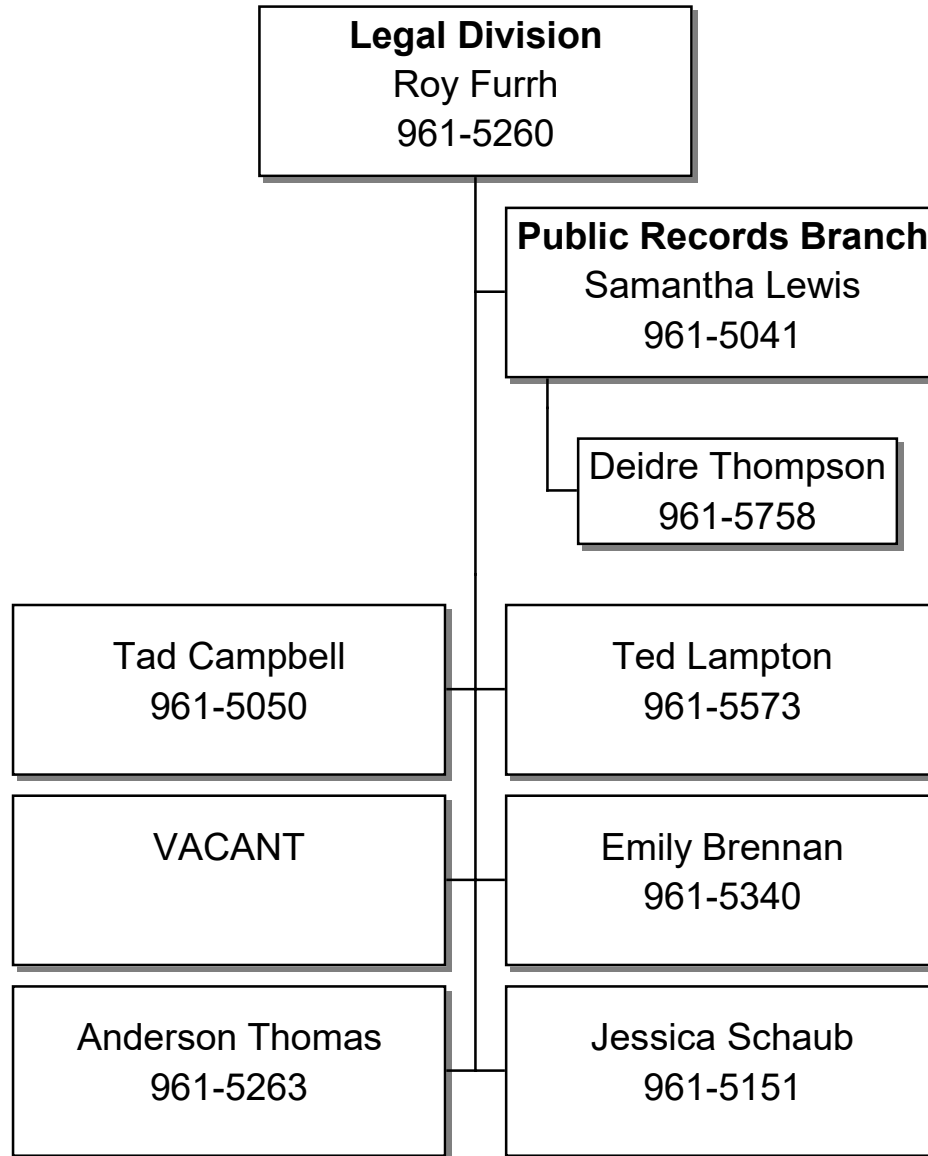 Legal Division
Roy Furrh
961-5260
Public Records Branch
Samantha Lewis
961-5041
Deidre Thompson
961-5758
Tad Campbell
961-5050
Ted Lampton
961-5573
VACANT
Emily Brennan
961-5340
Anderson Thomas
961-5263
Jessica Schaub
961-5151